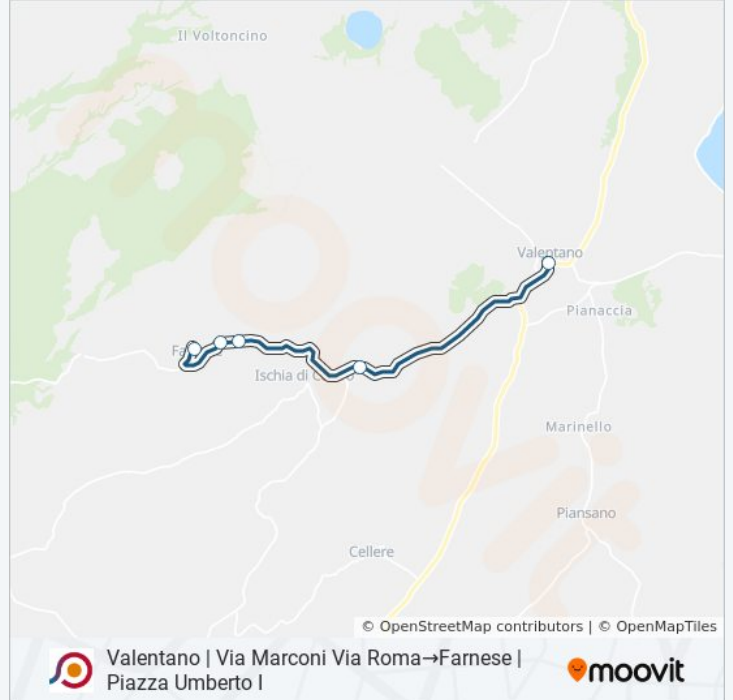 Il Voltoncino
Valentano
Pianaccia
Ischia di
Marinello
Piansano
Cellere
© OpenStreetMap contributors | © OpenMapTiles
Valentano | Via Marconi Via Roma→Farnese |
Piazza Umberto I
moovit
moovit